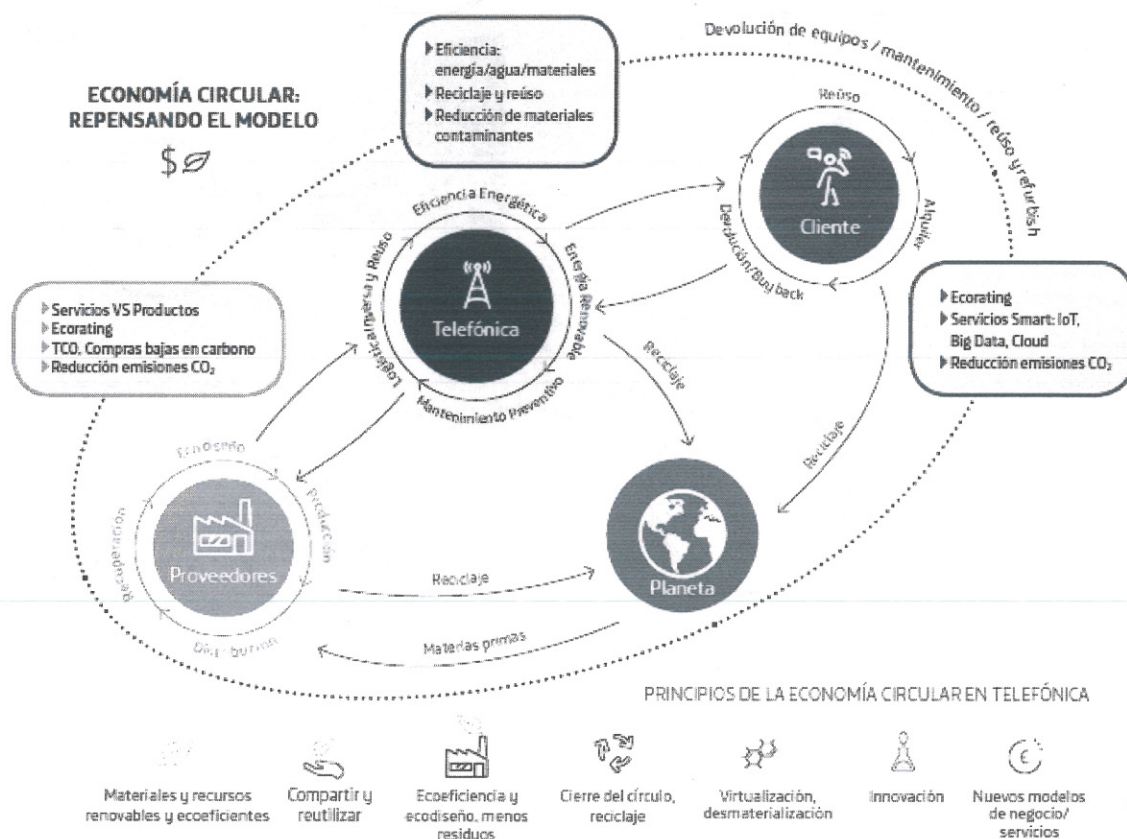 ECONOMÍA CIRCULAR:
REPENSANDO EL MODELO
$
Eficiencia:
energía/agua/materiales
Reciclaje y reúso
Reducción de materiales
contaminantes
Devolución de equipos / mantenimiento / reúso y refurbish
Reúso
Alquiler
Devolución/Buy back
Cliente
Eficiencia Energética
Energía Renovable
Mantenimiento Preventivo
Logística Inversa y Reúso
Telefónica
Servicios VS Productos
Ecorating
TCO, Compras bajas en carbono
Reducción emisiones CO₂
Ecorating
Servicios Smart: IoT,
Big Data, Cloud
Reducción emisiones CO₂
Reciclaje
Reciclaje
Ecodiseño
Producción
Distribución
Recuperación
Proveedores
Planeta
Reciclaje
Materias primas
PRINCIPIOS DE LA ECONOMÍA CIRCULAR EN TELEFÓNICA
€
Materiales y recursos
renovables y ecoeficientes
Compartir y
reutilizar
Ecoeficiencia y
ecodiseño, menos
residuos
Cierre del círculo,
reciclaje
Virtualización,
desmaterialización
Innovación
Nuevos modelos
de negocio/
servicios